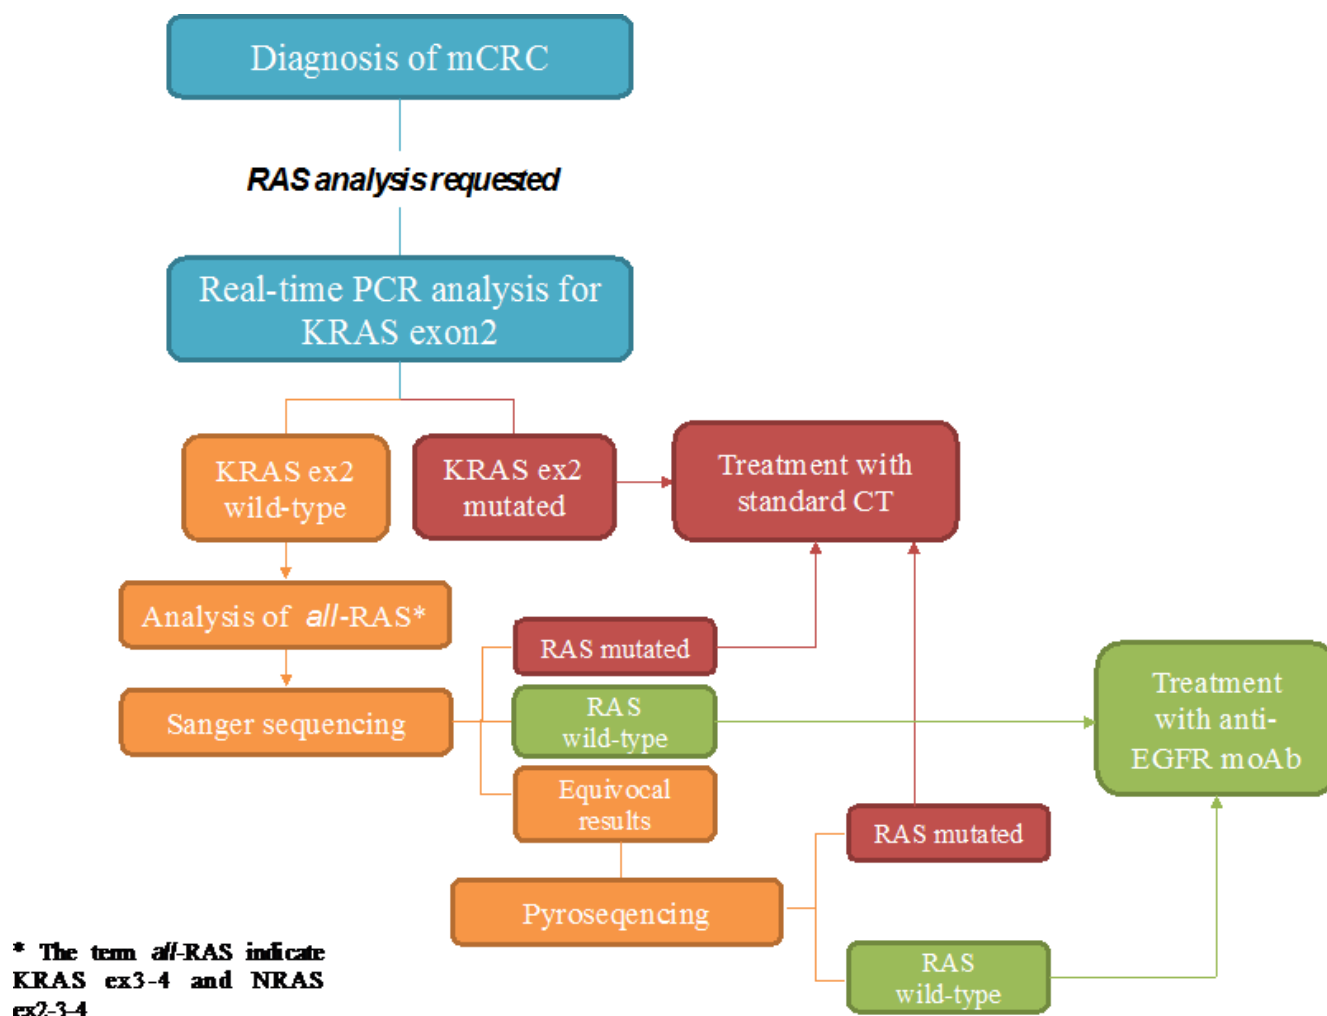 Diagnosis of mCRC
RAS analysis requested
Real-time PCR analysis for
KRAS exon2
KRAS ex2
wild-type
KRAS ex2
mutated
Treatment with
standard CT
Analysis of all-RAS*
Sanger sequencing
RAS mutated
RAS
wild-type
Equivocal
results
Treatment
with anti-
EGFR moAb
RAS mutated
Pyroseqencing
RAS
wild-type
* The term all-RAS indicate
KRAS ex3-4 and NRAS
ex2-3-4